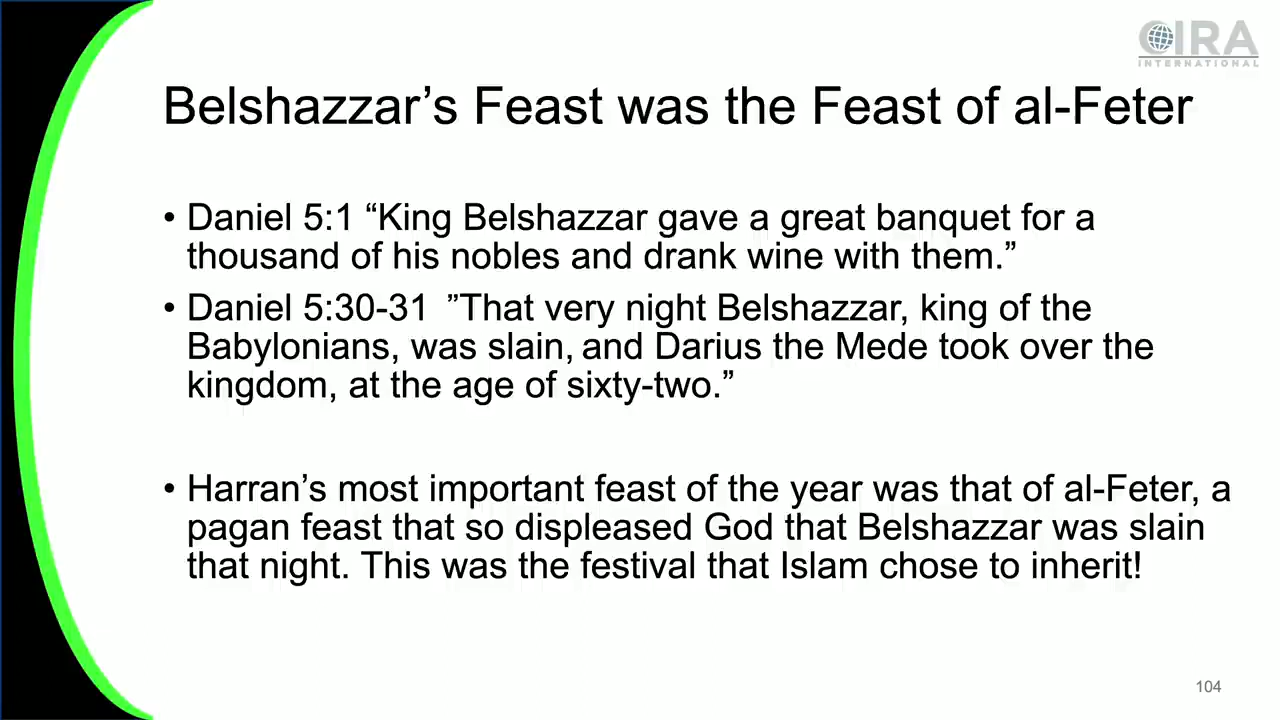 CIRA
INTERNATIONAL
Belshazzar’s Feast was the Feast of al-Feter
• Daniel 5:1 “King Belshazzar gave a great banquet for a
thousand of his nobles and drank wine with them.”
• Daniel 5:30-31 ”That very night Belshazzar, king of the
Babylonians, was slain, and Darius the Mede took over the
kingdom, at the age of sixty-two.”
• Harran’s most important feast of the year was that of al-Feter, a
pagan feast that so displeased God that Belshazzar was slain
that night. This was the festival that Islam chose to inherit!
104